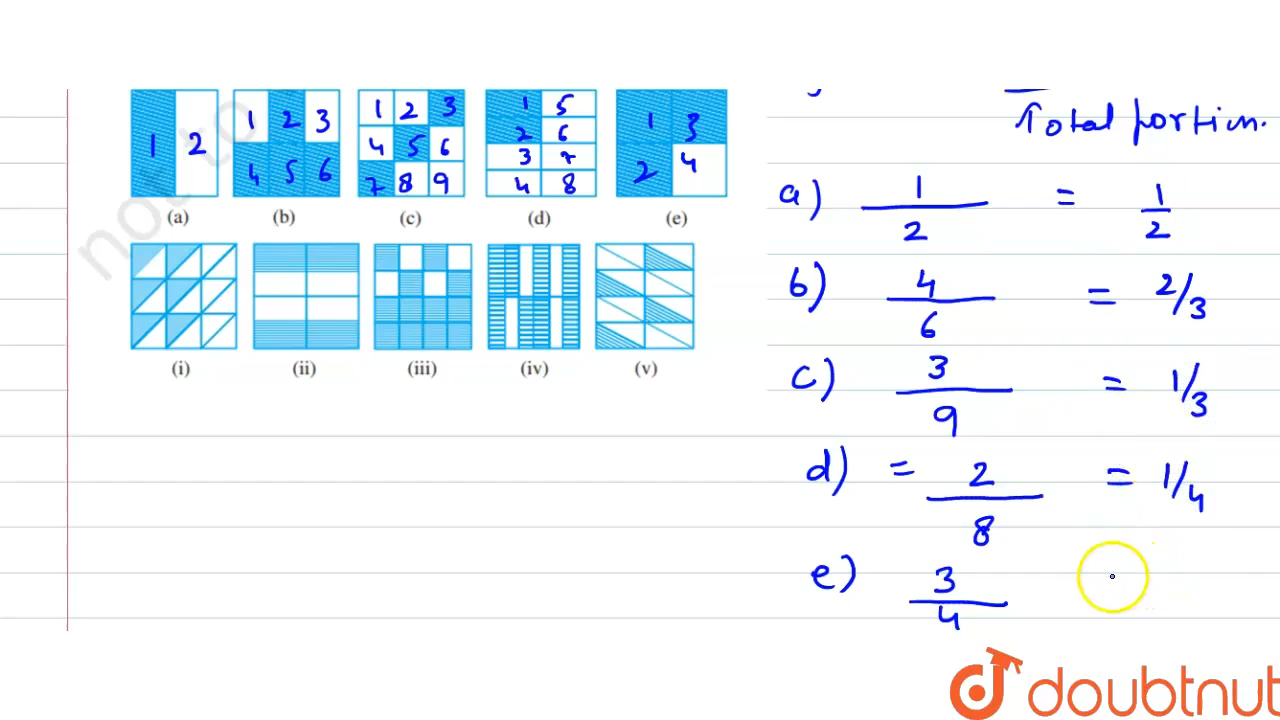 1 2
1 2 3
4 5 6
1 2 3
4 5 6
7 8 9
1 5
2 6
3 7
4 8
1 3
2 4
(a) (b) (c) (d) (e)
(i) (ii) (iii) (iv) (v)
not to
Total portion.
a) 1/2 = 1/2
b) 4/6 = 2/3
c) 3/9 = 1/3
d) = 2/8 = 1/4
e) 3/4
doubtnut